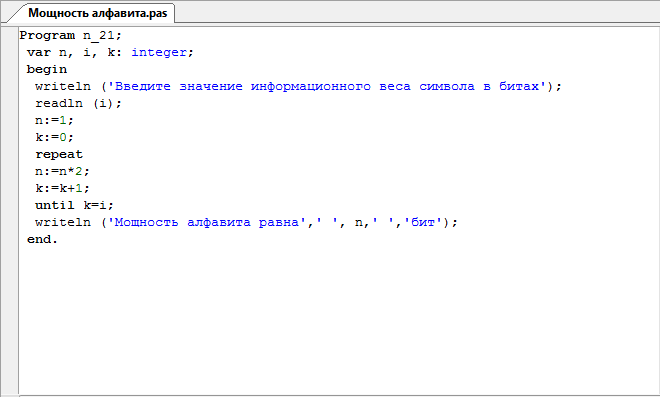 Мощность алфавита.pas
Program n_21;
var n, i, k: integer;
begin
writeln ('Введите значение информационного веса символа в битах');
readln (i);
n:=1;
k:=0;
repeat
n:=n*2;
k:=k+1;
until k=i;
writeln ('Мощность алфавита равна',' ', n,' ','бит');
end.